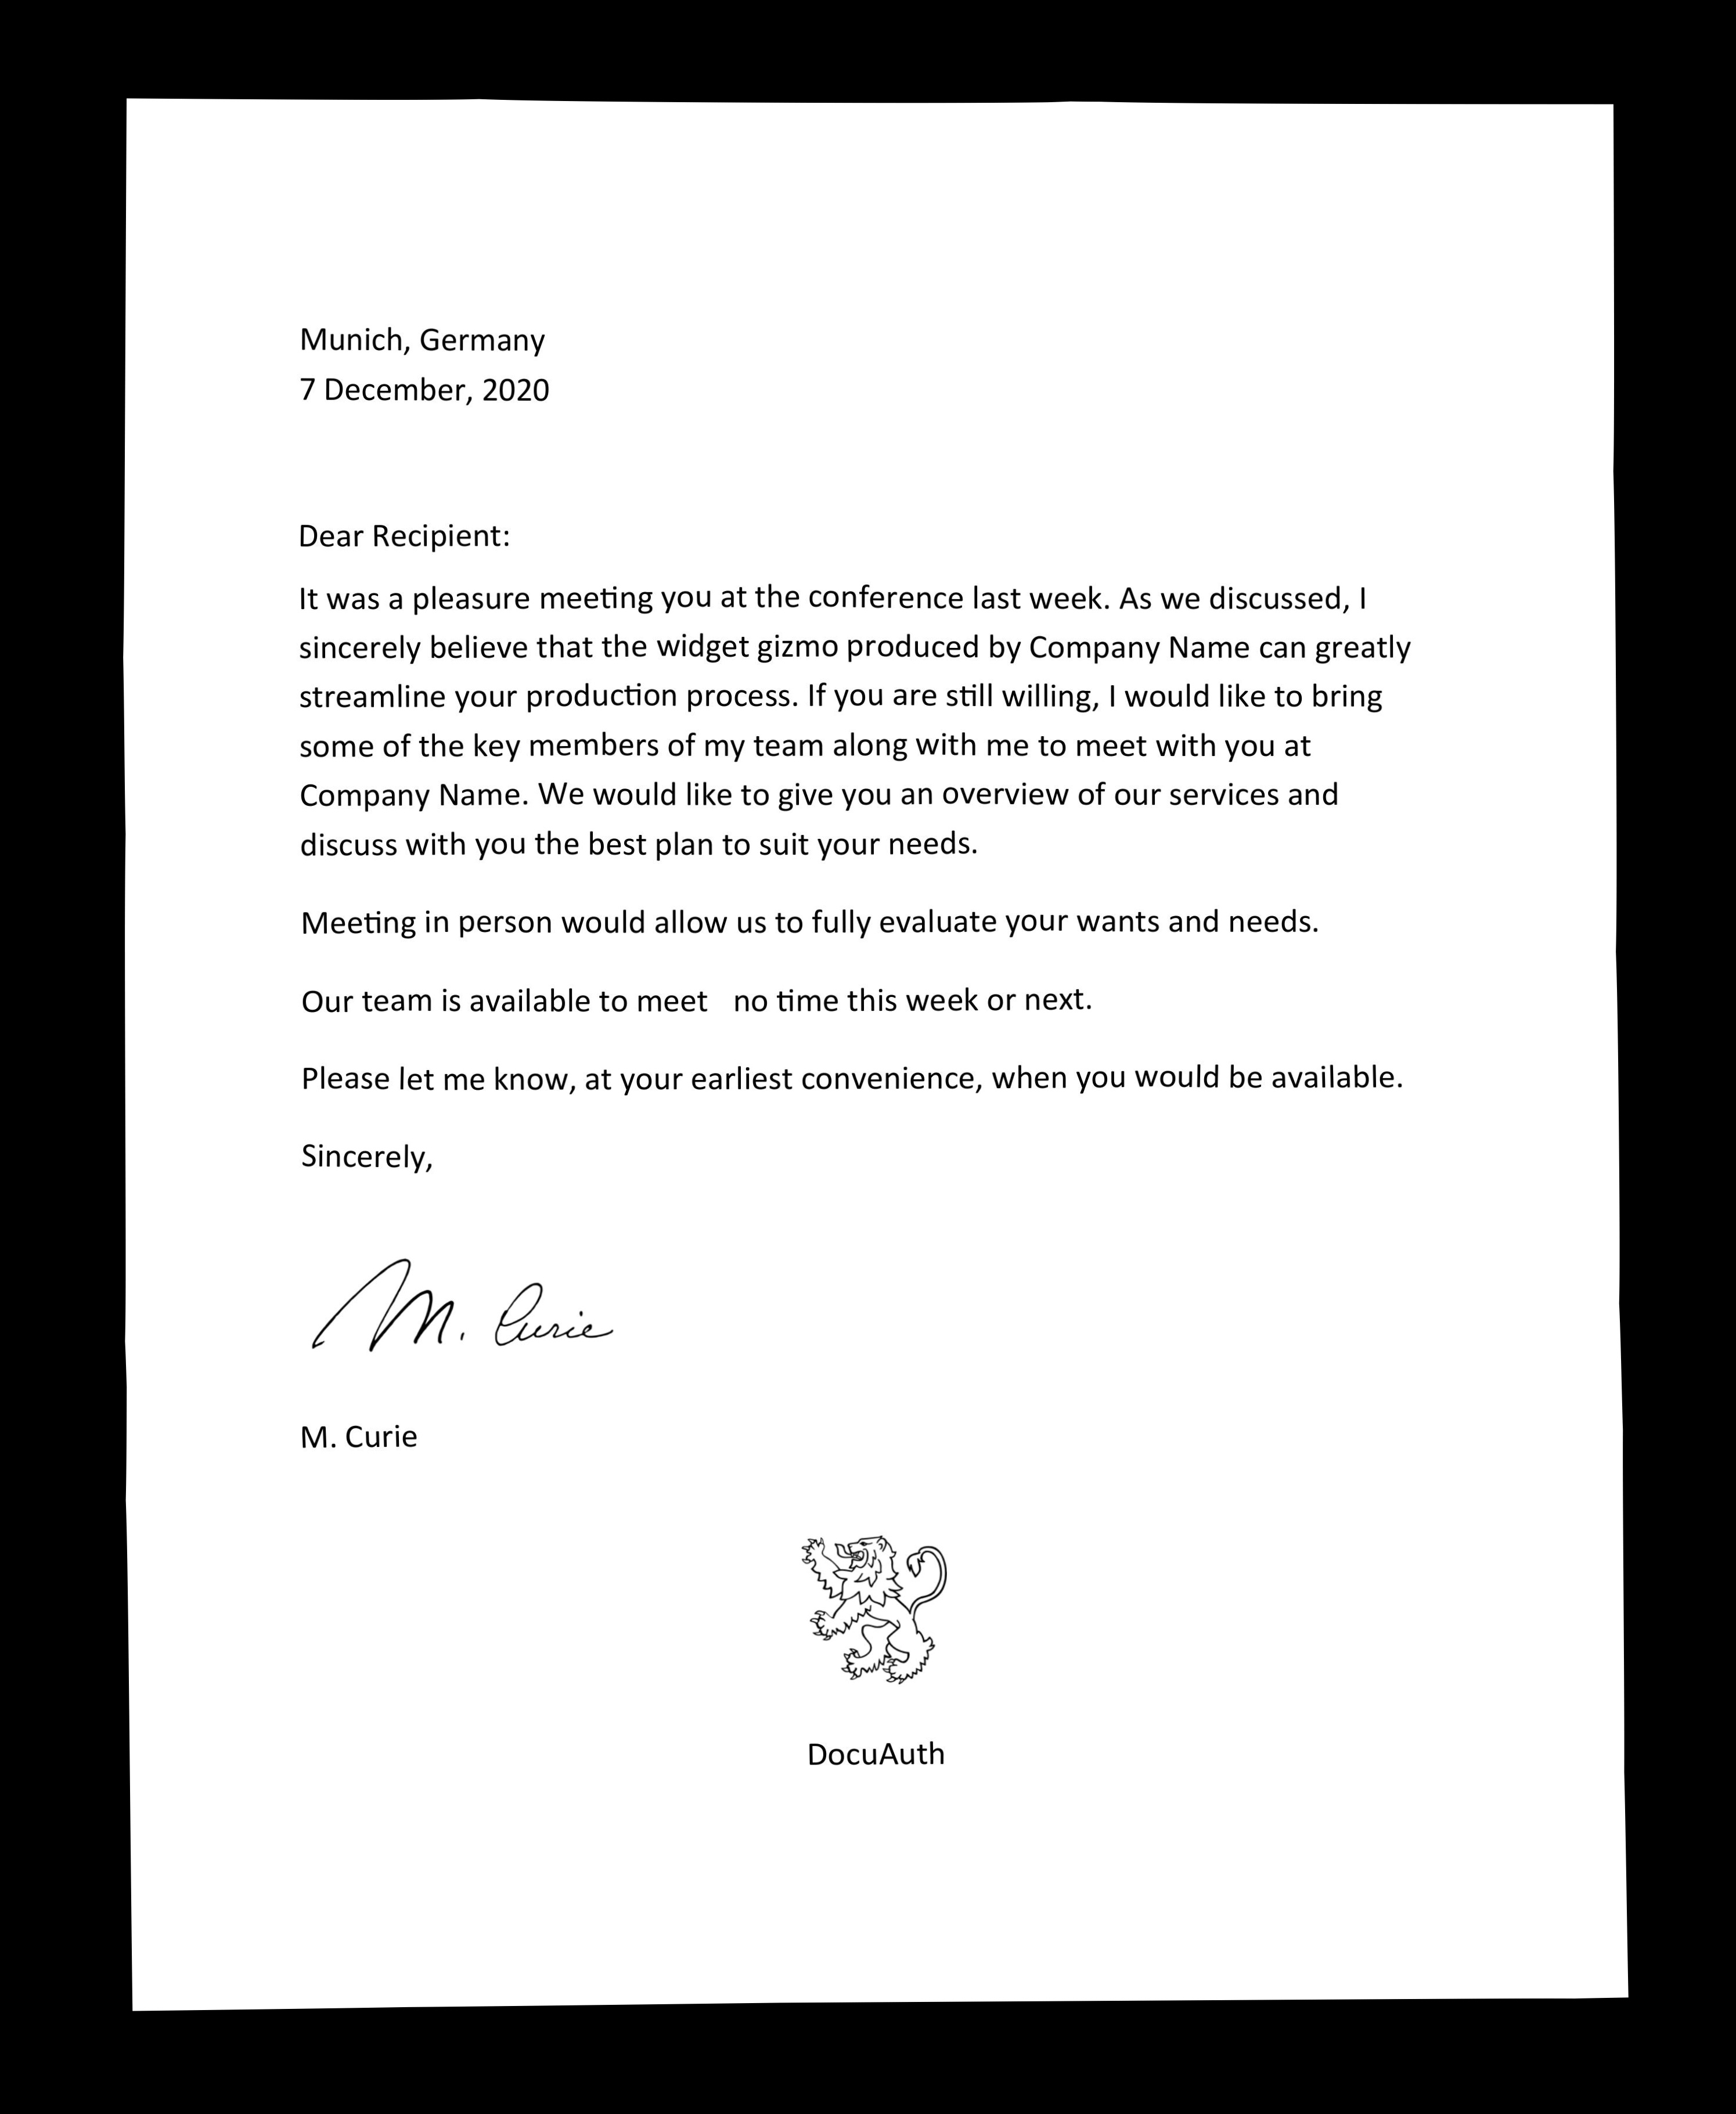 Munich, Germany
7 December, 2020
Dear Recipient:
It was a pleasure meeting you at the conference last week. As we discussed, I
sincerely believe that the widget gizmo produced by Company Name can greatly
streamline your production process. If you are still willing, I would like to bring
some of the key members of my team along with me to meet with you at
Company Name. We would like to give you an overview of our services and
discuss with you the best plan to suit your needs.
Meeting in person would allow us to fully evaluate your wants and needs.
Our team is available to meet no time this week or next.
Please let me know, at your earliest convenience, when you would be available.
Sincerely,
M. Curie
M. Curie
DocuAuth